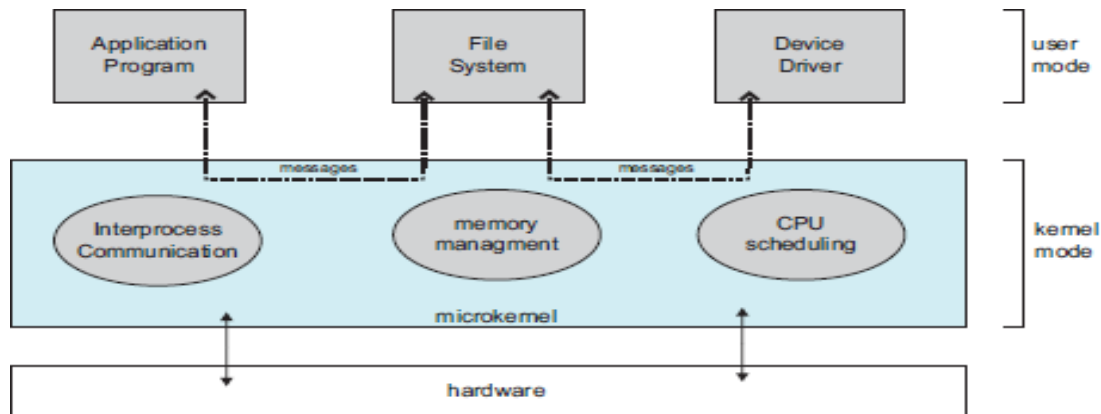 Application
Program
File
System
Device
Driver
user
mode
messages
messages
Interprocess
Communication
memory
managment
CPU
scheduling
kernel
mode
microkernel
hardware